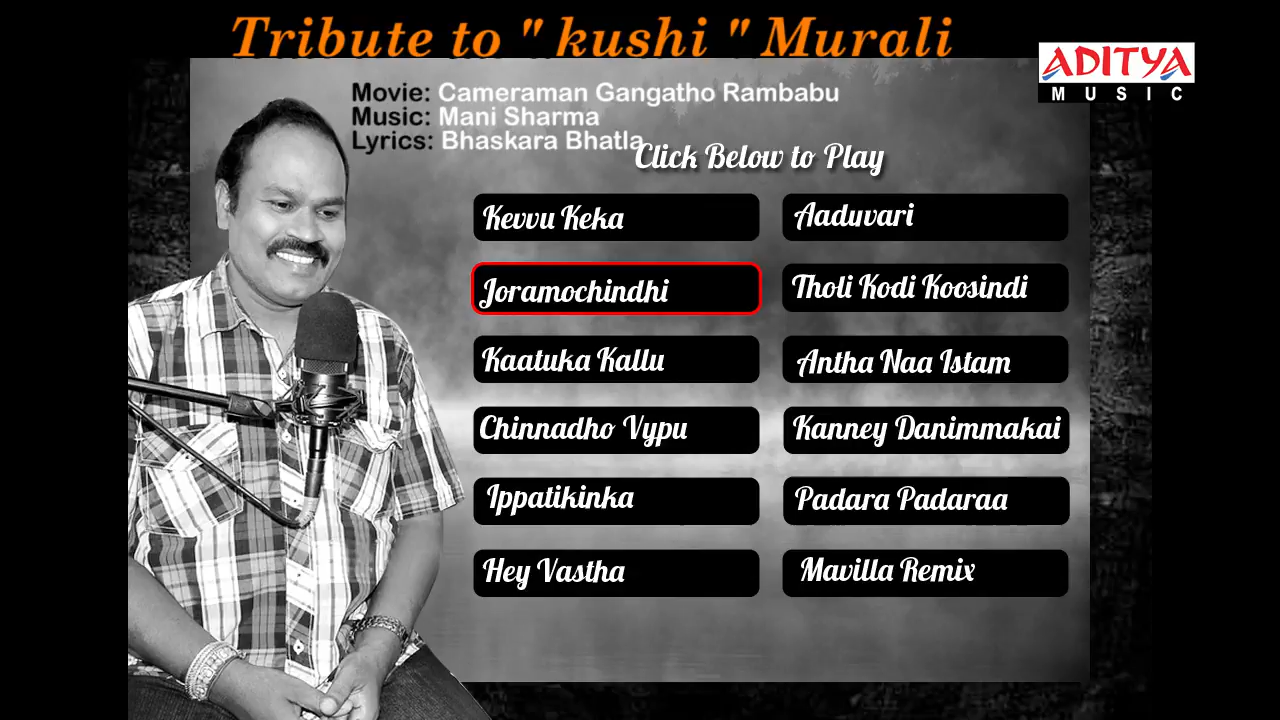 Tribute to " kushi " Murali
ADITYA
MUSIC
Movie: Cameraman Gangatho Rambabu
Music: Mani Sharma
Lyrics: Bhaskara Bhatla
Click Below to Play
Kevvu Keka
Aaduvari
Joramochindhi
Tholi Kodi Koosindi
Kaatuka Kallu
Antha Naa Istam
Chinnadho Vypu
Kanney Danimmakai
Ippatikinka
Padara Padaraa
Hey Vastha
Mavilla Remix